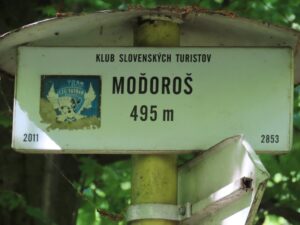 KLUB SLOVENSKÝCH TURISTOV
MOĎOROŠ
495 m
2011
2853